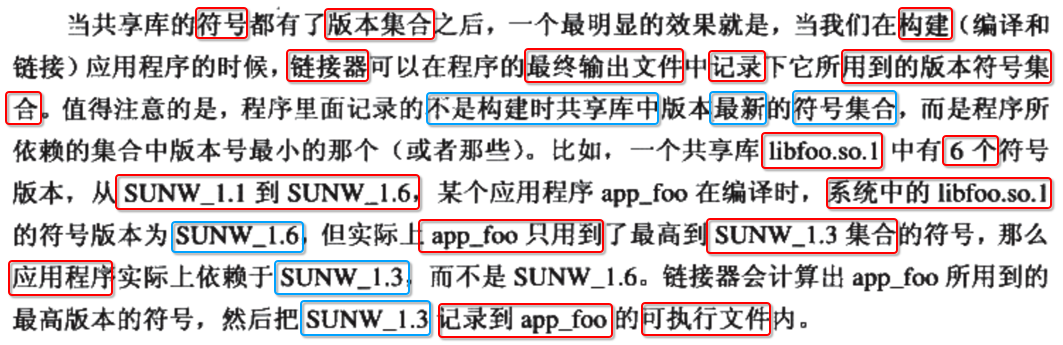 当共享库的符号都有了版本集合之后，一个最明显的效果就是，当我们在构建（编译和
链接）应用程序的时候，链接器可以在程序的最终输出文件中记录下它所用到的版本符号集
合。值得注意的是，程序里面记录的不是构建时共享库中版本最新的符号集合，而是程序所
依赖的集合中版本号最小的那个（或者那些）。比如，一个共享库 libfoo.so.1 中有 6 个符号
版本，从 SUNW_1.1 到 SUNW_1.6，某个应用程序 app_foo 在编译时，系统中的 libfoo.so.1
的符号版本为 SUNW_1.6，但实际上 app_foo 只用到了最高到 SUNW_1.3 集合的符号，那么
应用程序实际上依赖于 SUNW_1.3，而不是 SUNW_1.6。链接器会计算出 app_foo 所用到的
最高版本的符号，然后把 SUNW_1.3 记录到 app_foo 的可执行文件内。